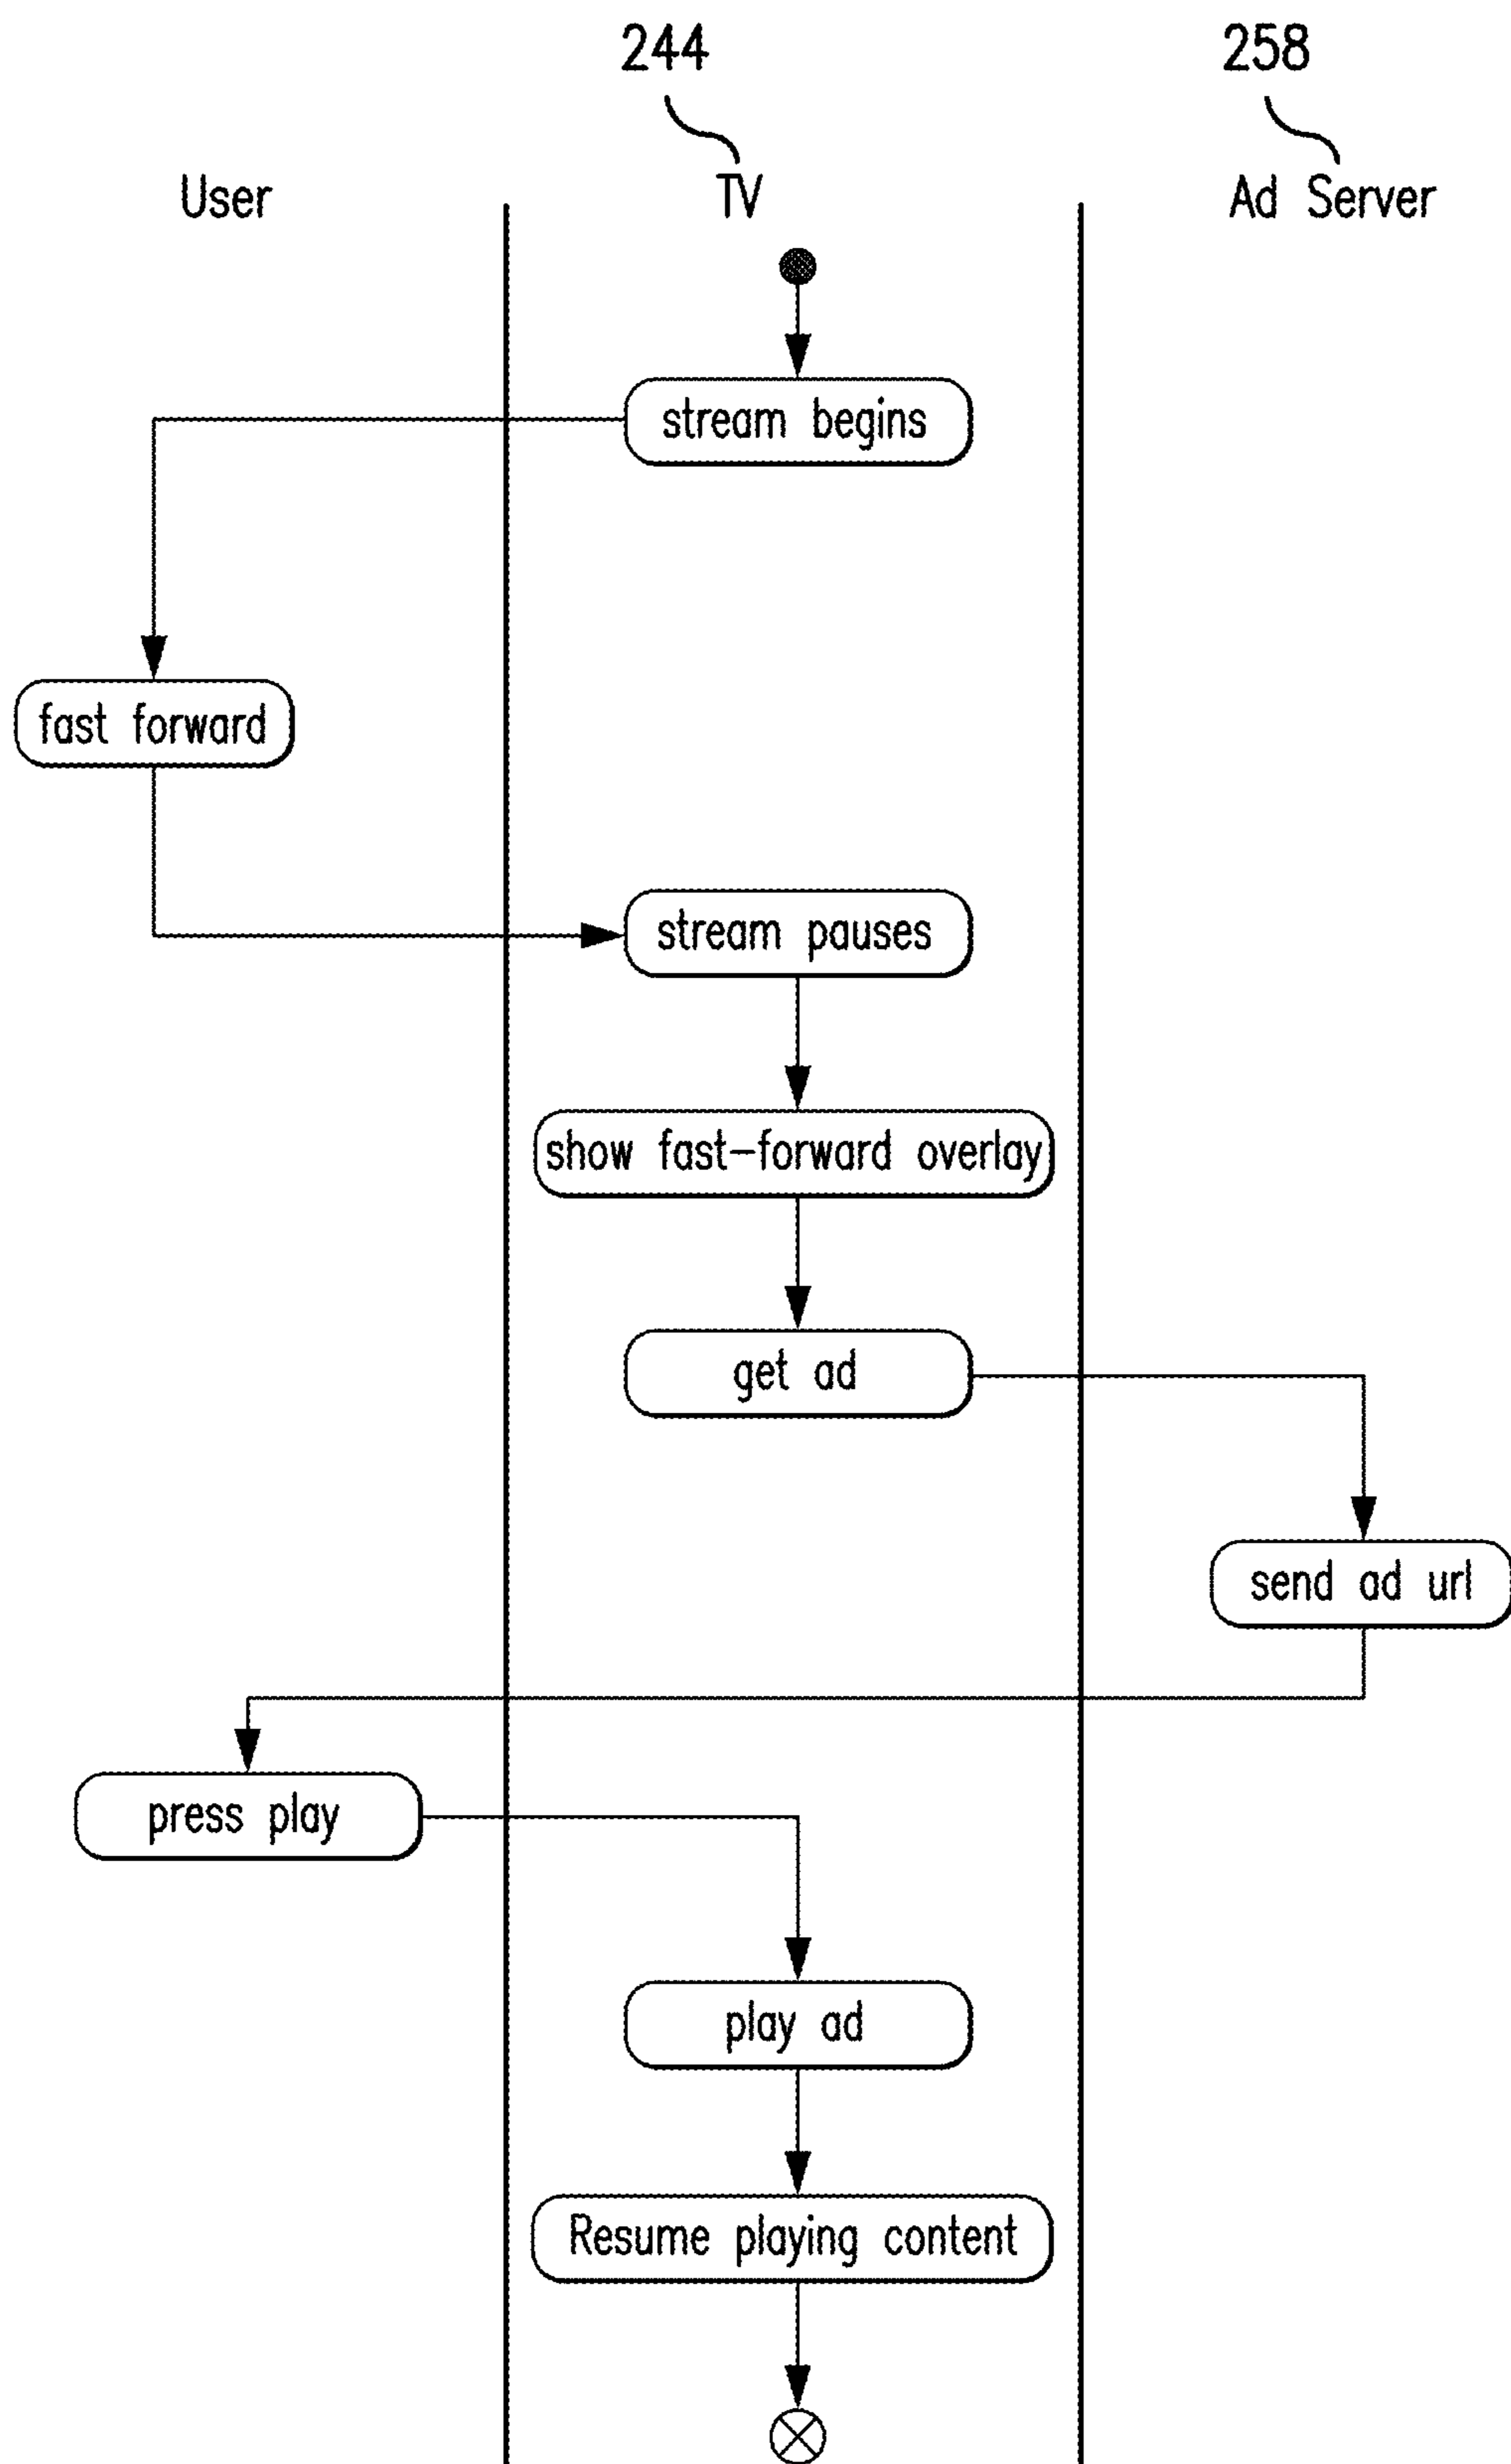 244
258
User
TV
Ad Server
stream begins
fast forward
stream pauses
show fast-forward overlay
get ad
send ad url
press play
play ad
Resume playing content